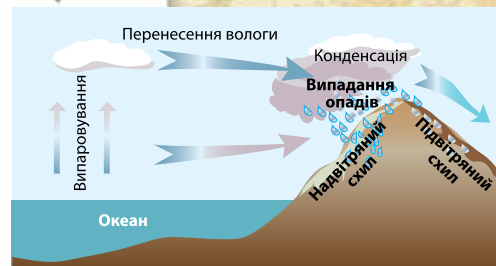 Перенесення вологи
Конденсація
Випадання
опадів
Випаровування
Надвітряний
схил
Підвітряний
схил
Океан